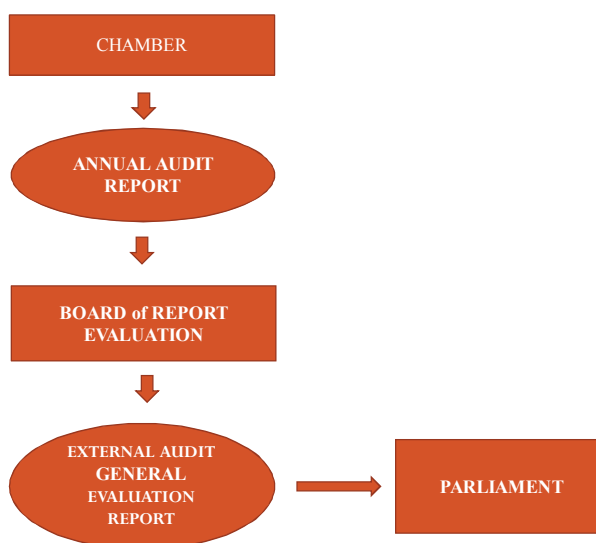 CHAMBER
ANNUAL AUDIT
REPORT
BOARD of REPORT
EVALUATION
EXTERNAL AUDIT
GENERAL
EVALUATION
REPORT
PARLIAMENT